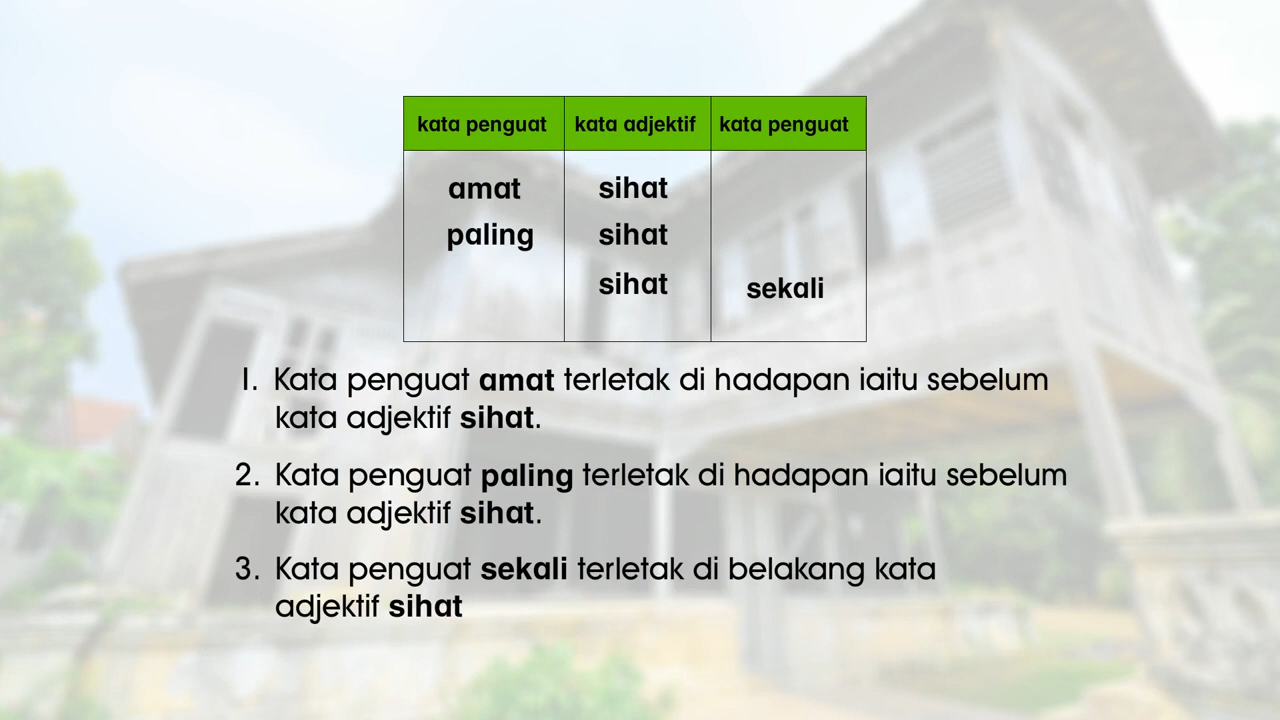 kata penguat kata adjektif kata penguat
amat sihat
paling sihat
sihat sekali
1. Kata penguat amat terletak di hadapan iaitu sebelum
kata adjektif sihat.
2. Kata penguat paling terletak di hadapan iaitu sebelum
kata adjektif sihat.
3. Kata penguat sekali terletak di belakang kata
adjektif sihat